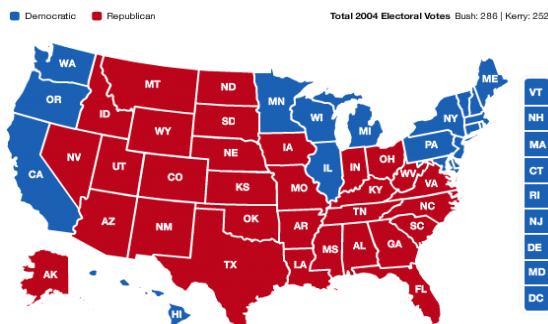 Democratic Republican Total 2004 Electoral Votes Bush: 286 | Kerry: 252
WA
ME
MT
ND
MN
VT
OR
ID
SD
WI
NY
NH
MI
WY
MA
IA
PA
NE
CT
NV
UT
IL
IN
OH
CA
CO
WV
VA
RI
KS
MO
KY
NJ
NC
TN
AZ
NM
OK
AR
SC
DE
MS
AL
GA
MD
TX
LA
AK
FL
DC
HI